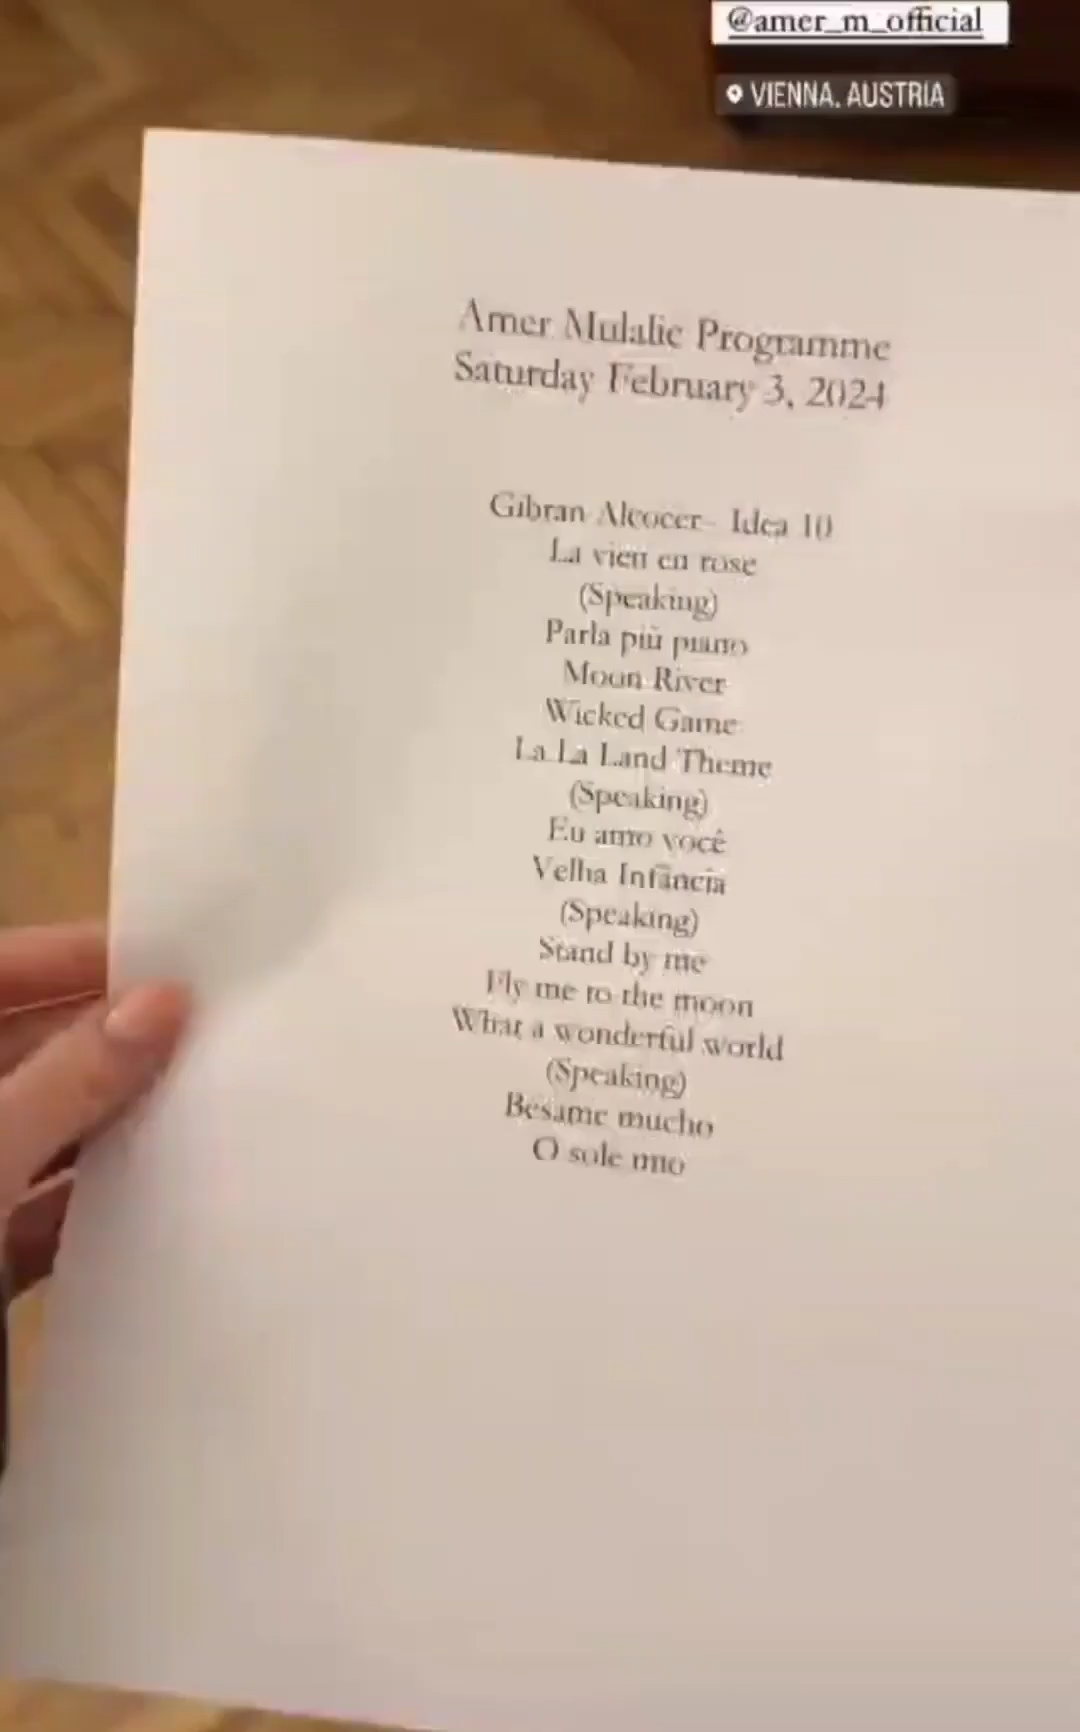 @amer_m_official
VIENNA, AUSTRIA
Amer Mulalic Programme
Saturday February 3, 2024
Gibran Alcocer- Idea 10
La vien en rose
(Speaking)
Parla più piano
Moon River
Wicked Game
La La Land Theme
(Speaking)
Eu amo você
Velha Infância
(Speaking)
Stand by me
Fly me to the moon
What a wonderful world
(Speaking)
Besame mucho
O sole mio